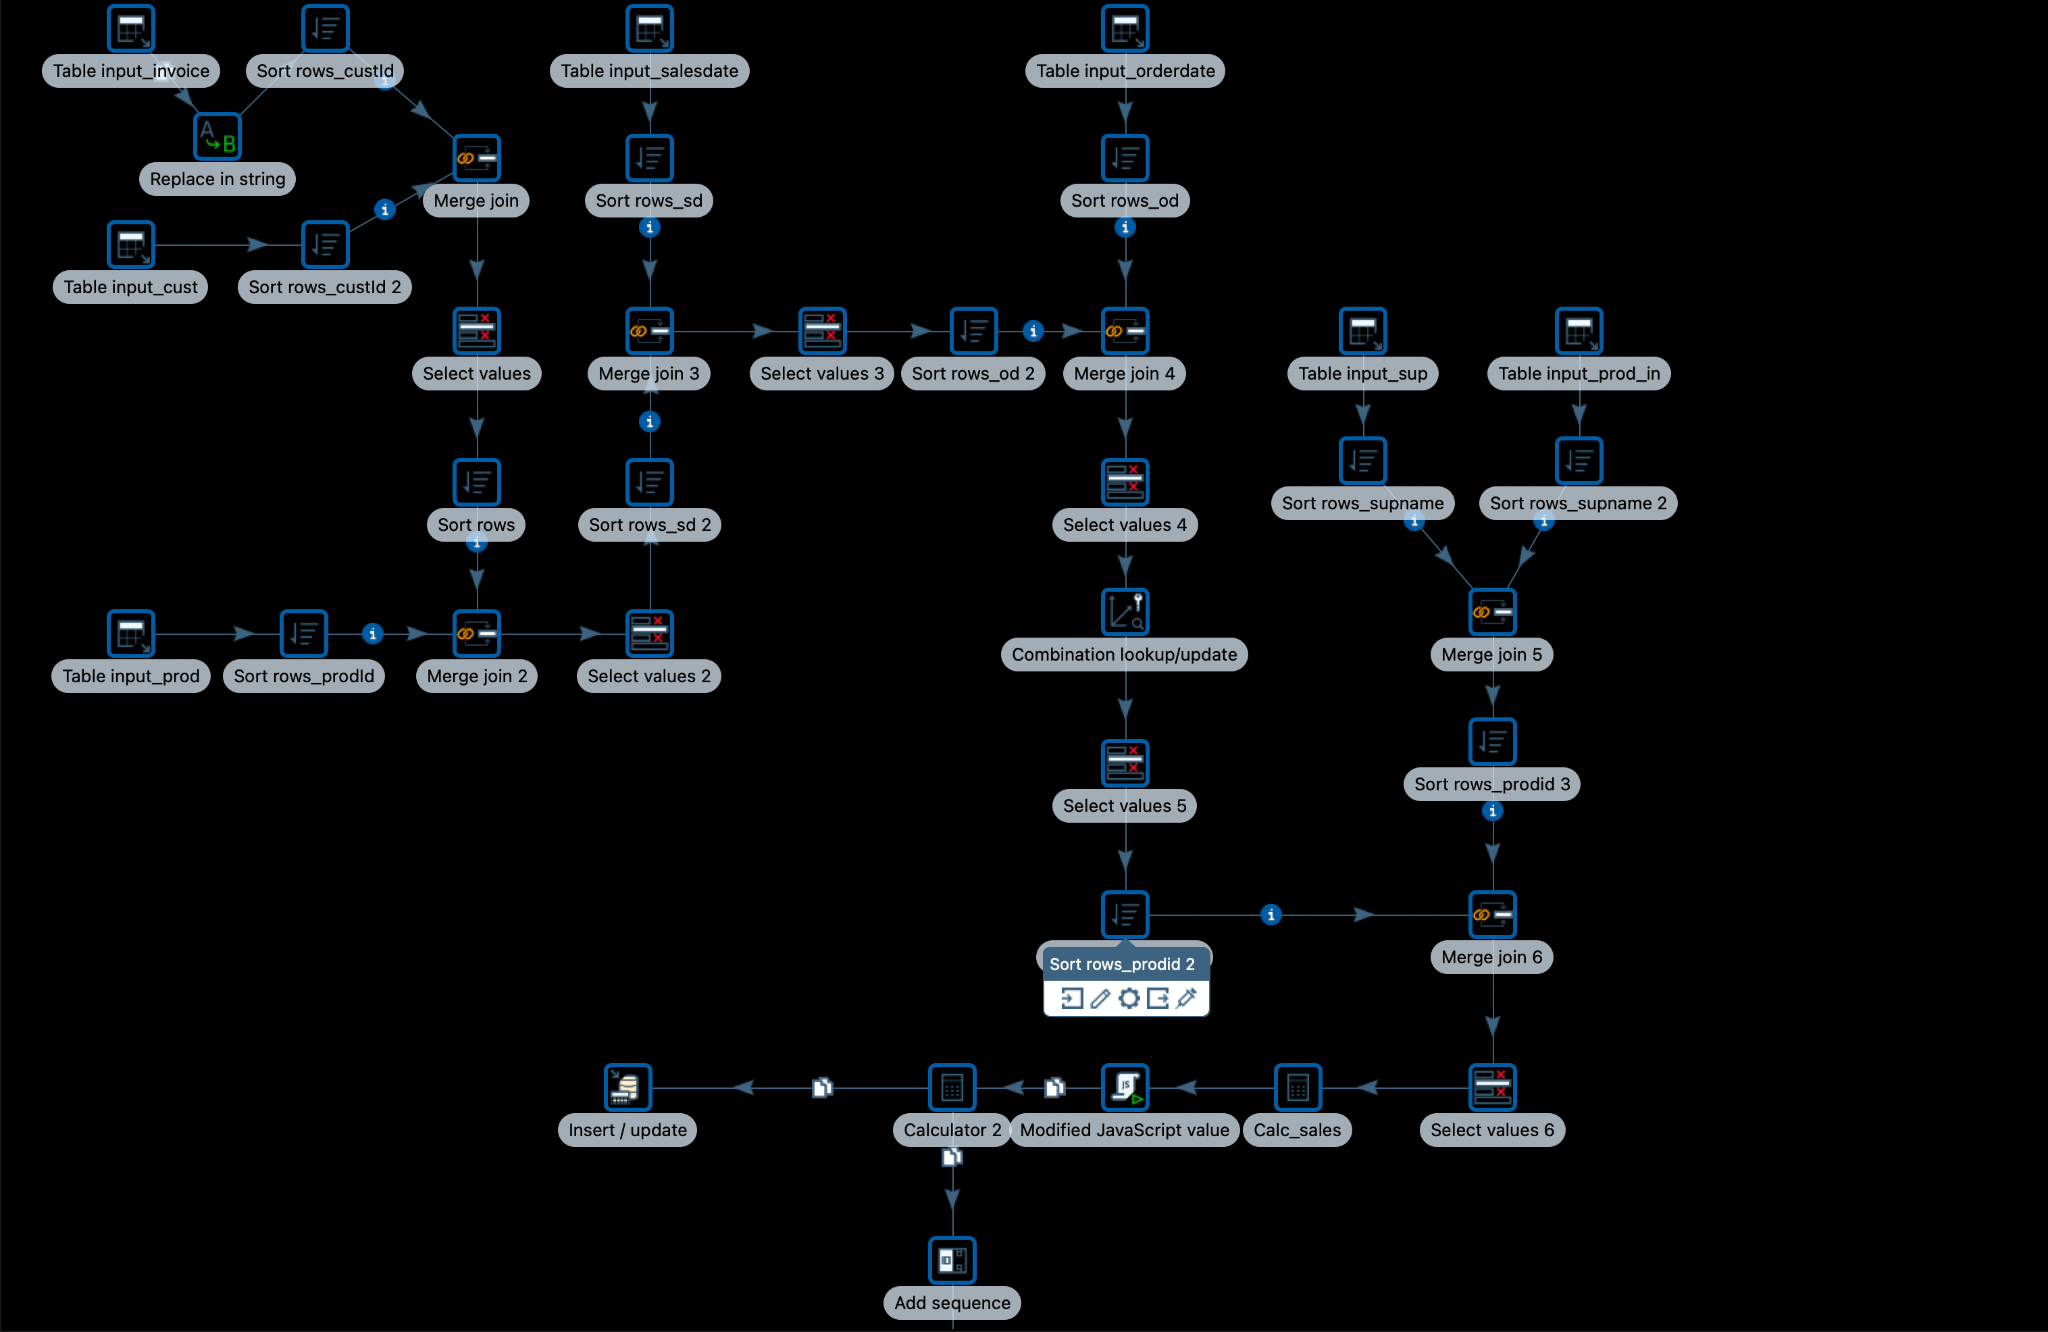 Table input_invoice
Sort rows_custId
Table input_salesdate
Table input_orderdate
A
B
Replace in string
Merge join
Sort rows_sd
Sort rows_od
Table input_cust
Sort rows_custId 2
Select values
Merge join 3
Select values 3
Sort rows_od 2
Merge join 4
Table input_sup
Table input_prod_in
Sort rows
Sort rows_sd 2
Select values 4
Sort rows_supname
Sort rows_supname 2
Combination lookup/update
Merge join 5
Table input_prod
Sort rows_prodId
Merge join 2
Select values 2
Select values 5
Sort rows_prodid 3
Sort rows_prodid 2
Merge join 6
JS
Insert / update
Calculator 2
Modified JavaScript value
Calc_sales
Select values 6
Add sequence